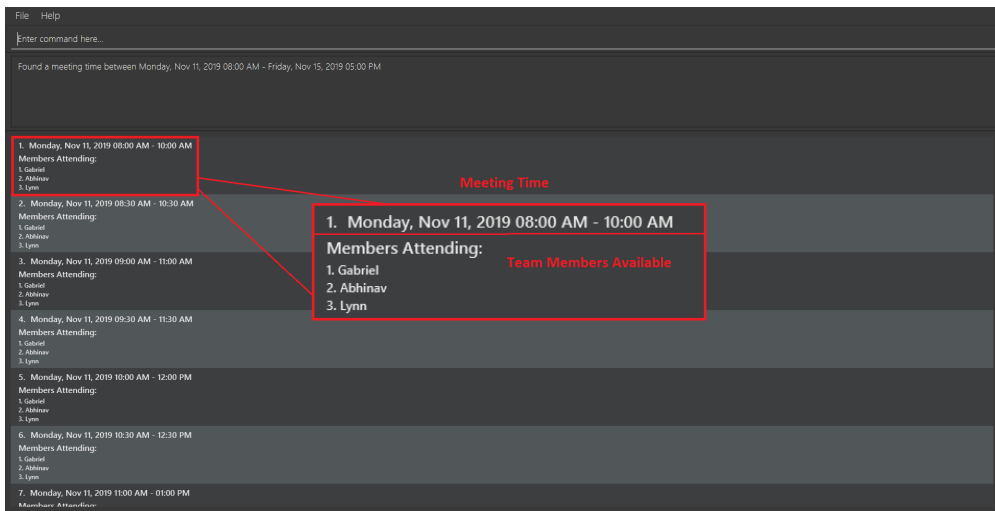 File Help
Enter command here...
Found a meeting time between Monday, Nov 11, 2019 08:00 AM - Friday, Nov 15, 2019 05:00 PM
1. Monday, Nov 11, 2019 08:00 AM - 10:00 AM
Members Attending:
1. Gabriel
2. Abhinav
3. Lynn
Meeting Time
1. Monday, Nov 11, 2019 08:00 AM - 10:00 AM
Members Attending:
Team Members Available
1. Gabriel
2. Abhinav
3. Lynn
2. Monday, Nov 11, 2019 08:30 AM - 10:30 AM
Members Attending:
1. Gabriel
2. Abhinav
3. Lynn
3. Monday, Nov 11, 2019 09:00 AM - 11:00 AM
Members Attending:
1. Gabriel
2. Abhinav
3. Lynn
4. Monday, Nov 11, 2019 09:30 AM - 11:30 AM
Members Attending:
1. Gabriel
2. Abhinav
3. Lynn
5. Monday, Nov 11, 2019 10:00 AM - 12:00 PM
Members Attending:
1. Gabriel
2. Abhinav
3. Lynn
6. Monday, Nov 11, 2019 10:30 AM - 12:30 PM
Members Attending:
1. Gabriel
2. Abhinav
3. Lynn
7. Monday, Nov 11, 2019 11:00 AM - 01:00 PM
Members Attending: